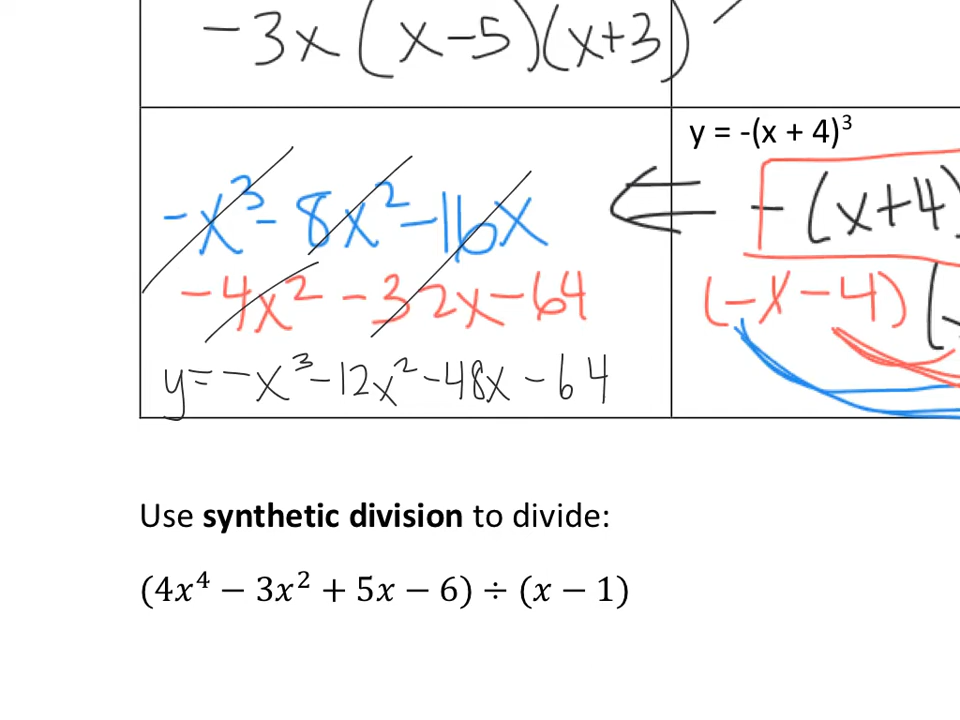 -3x(x-5)(x+3)
y = -(x + 4)³
-x³ - 8x² - 16x
-(x+4)
-4x² - 32x - 64
(-x - 4)(
y = -x³ - 12x² - 48x - 64
Use synthetic division to divide:
(4x⁴ − 3x² + 5x − 6) ÷ (x − 1)